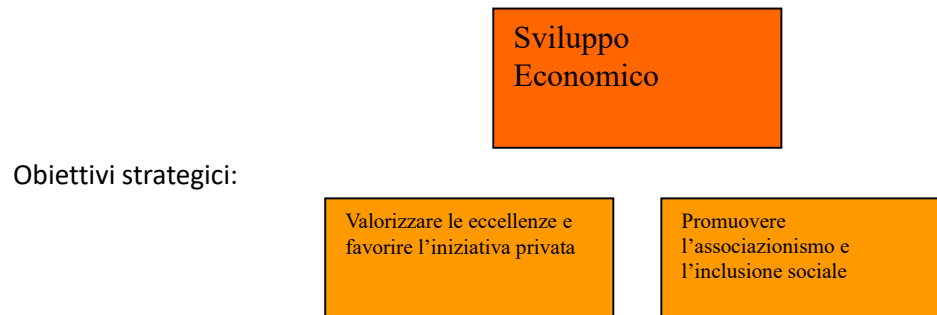 Sviluppo
Economico
Obiettivi strategici:
Valorizzare le eccellenze e
favorire l’iniziativa privata
Promuovere
l’associazionismo e
l’inclusione sociale